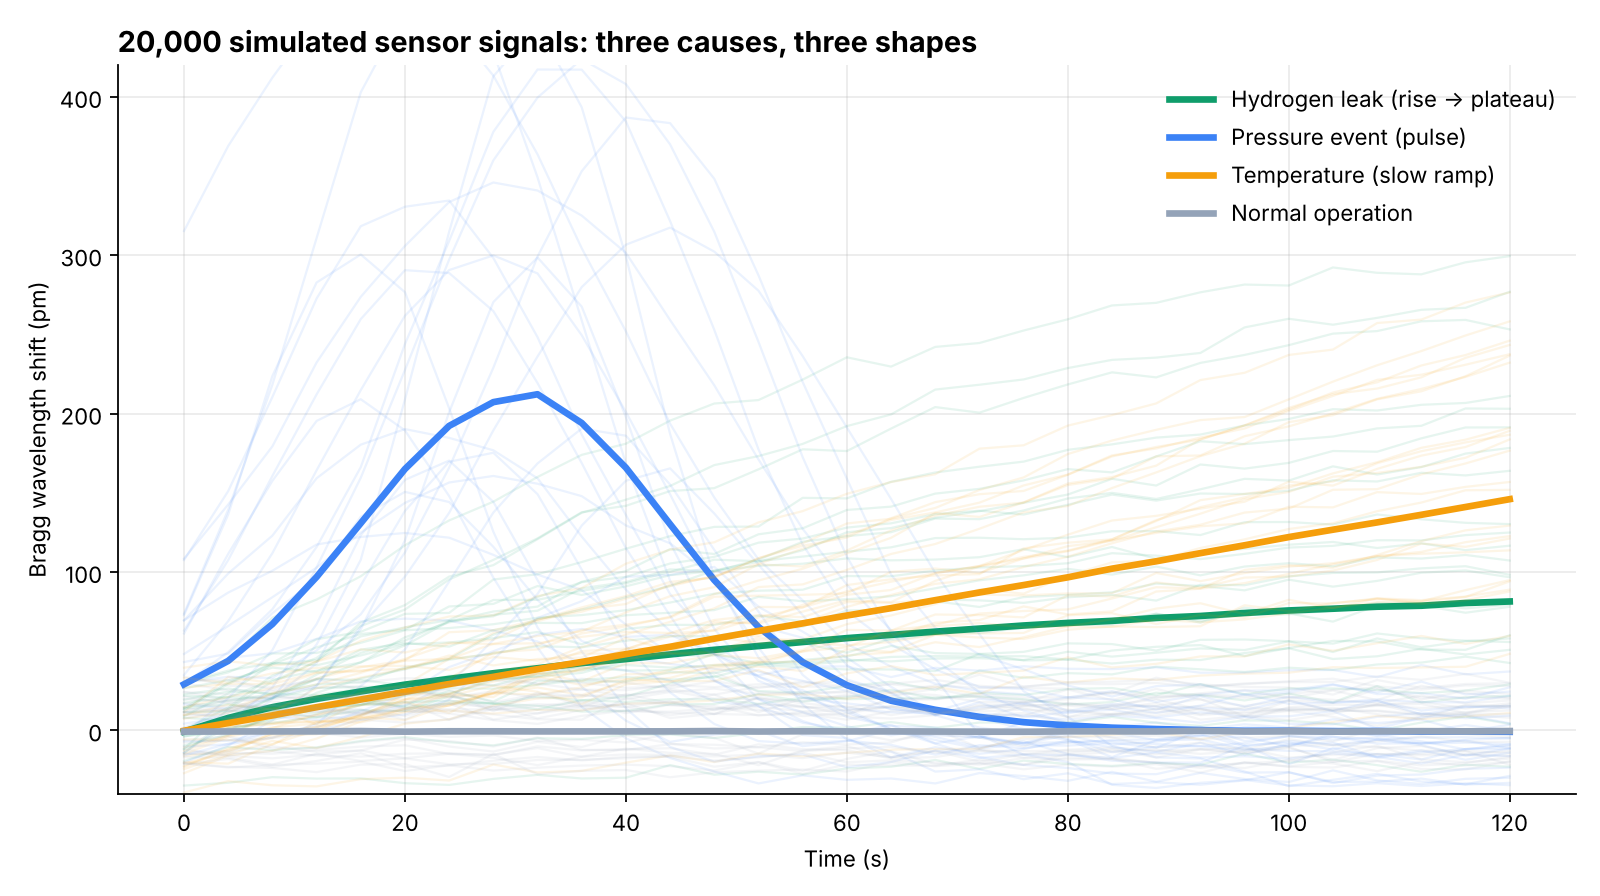 20,000 simulated sensor signals: three causes, three shapes
Hydrogen leak (rise → plateau)
Pressure event (pulse)
Temperature (slow ramp)
Normal operation
Bragg wavelength shift (pm)
400
300
200
100
0
0 20 40 60 80 100 120
Time (s)